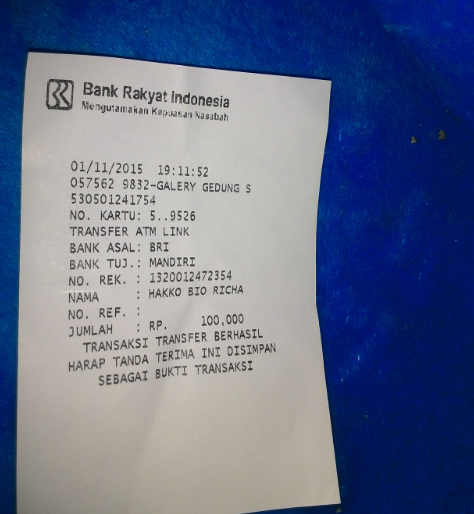 Bank Rakyat Indonesia
Mengutamakan Kepuasan Nasabah
01/11/2015 19:11:52
057562 9832-GALERY GEDUNG S
530501241754
NO. KARTU: 5..9526
TRANSFER ATM LINK
BANK ASAL: BRI
BANK TUJ.: MANDIRI
NO. REK. : 1320012472354
NAMA : HAKKO BIO RICHA
NO. REF. :
JUMLAH : RP. 100,000
TRANSAKSI TRANSFER BERHASIL
HARAP TANDA TERIMA INI DISIMPAN
SEBAGAI BUKTI TRANSAKSI